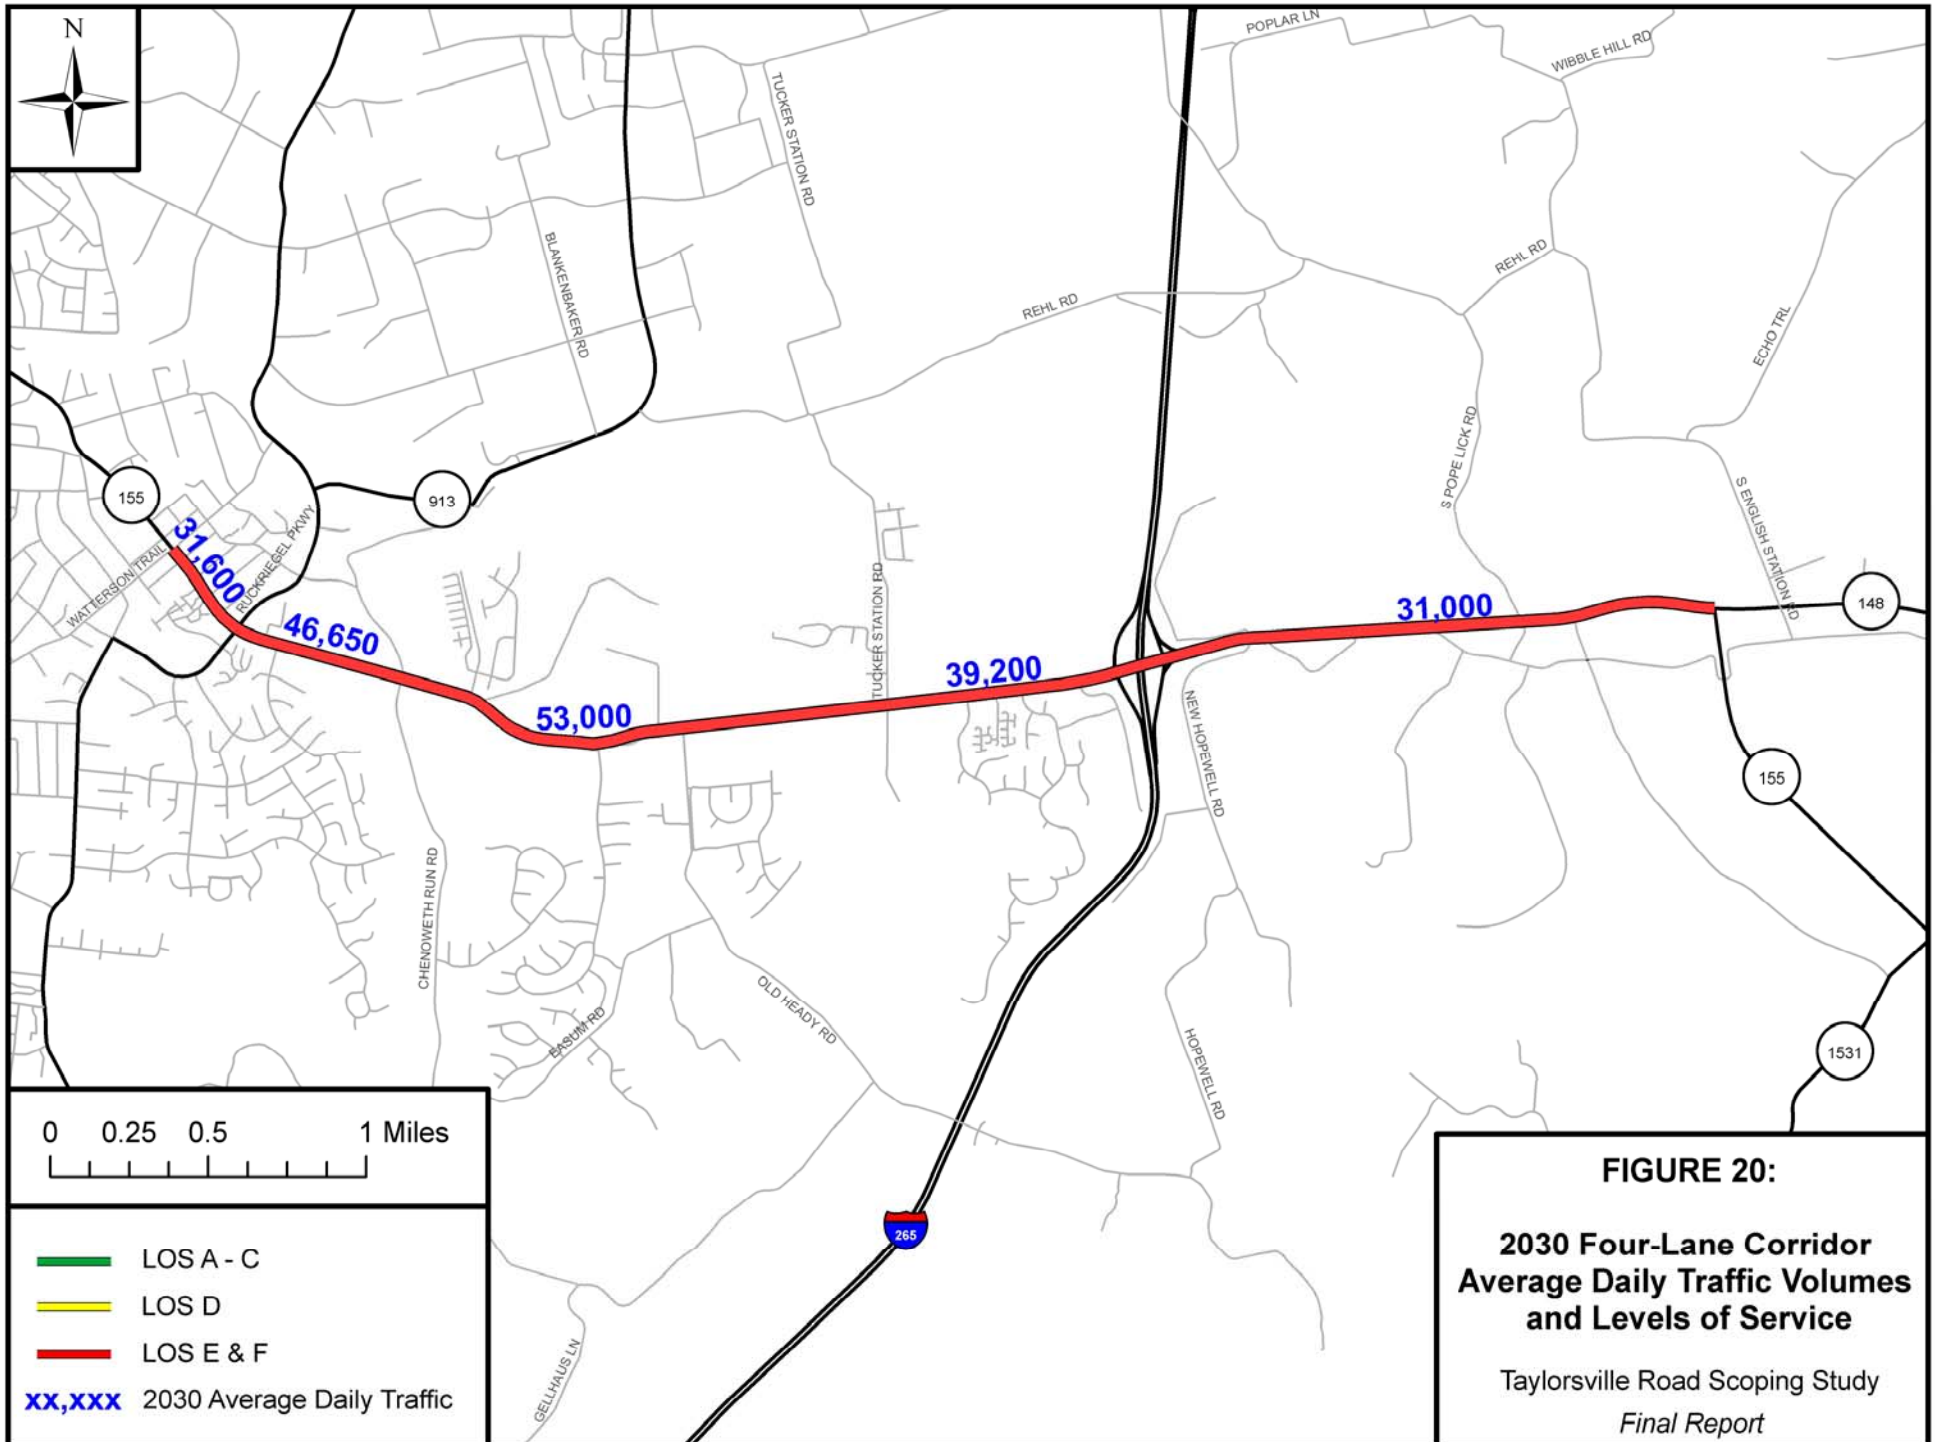 N
POPLAR LN
WIBBLE HILL RD
TUCKER STATION RD
BLANKENBAKER RD
REHL RD
REHL RD
ECHO TRL
S POPE LICK RD
S ENGLISH STATION RD
155
913
WATTERSON TRAIL
RUCKRIEGEL PKWY
31,600
46,650
53,000
39,200
31,000
TUCKER STATION RD
148
155
NEW HOPEWELL RD
CHENOWETH RUN RD
EASUM RD
OLD HEADY RD
HOPEWELL RD
1531
265
GELLHAUS LN
0 0.25 0.5 1 Miles
LOS A - C
LOS D
LOS E & F
xx,xxx 2030 Average Daily Traffic
FIGURE 20:
2030 Four-Lane Corridor
Average Daily Traffic Volumes
and Levels of Service
Taylorsville Road Scoping Study
Final Report